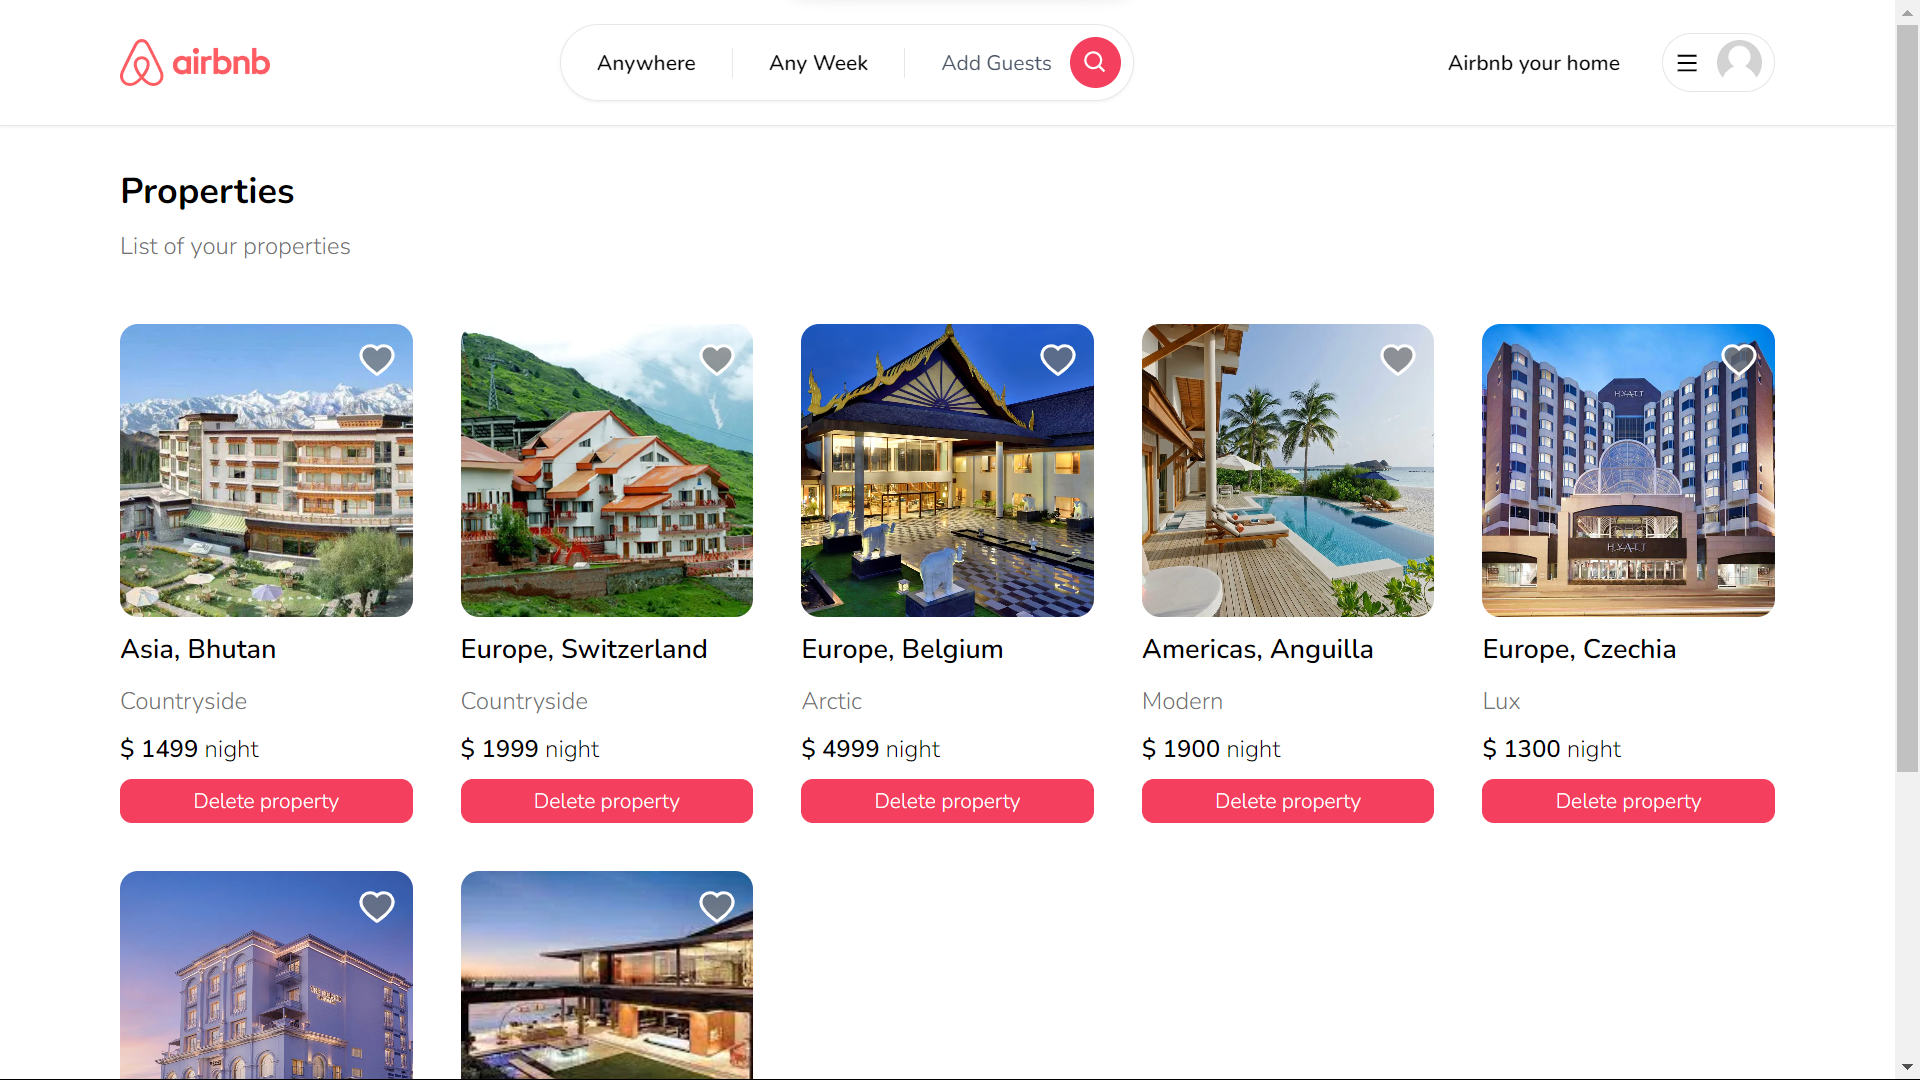 airbnb
Anywhere
Any Week
Add Guests
Airbnb your home
Properties
List of your properties
HYATT
HYATT
Asia, Bhutan
Europe, Switzerland
Europe, Belgium
Americas, Anguilla
Europe, Czechia
Countryside
Countryside
Arctic
Modern
Lux
$ 1499 night
$ 1999 night
$ 4999 night
$ 1900 night
$ 1300 night
Delete property
Delete property
Delete property
Delete property
Delete property